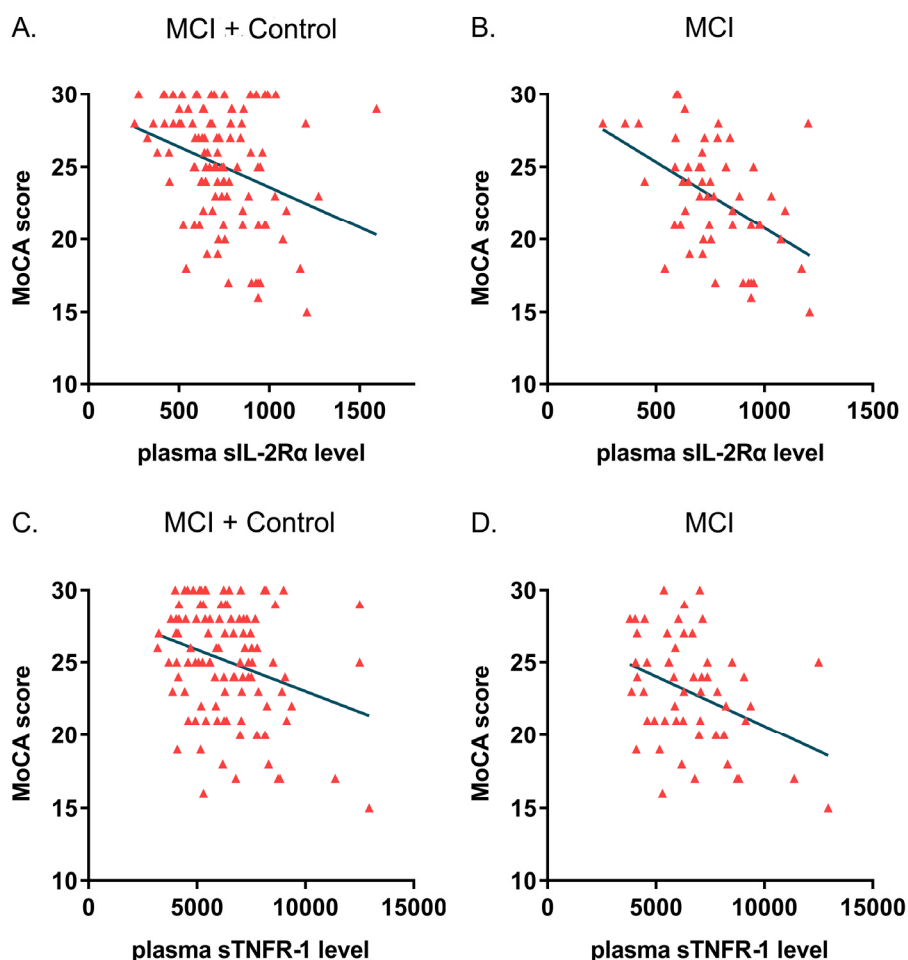 A.
MCI + Control
MoCA score
30
25
20
15
10
0 500 1000 1500
plasma sIL-2Rα level
B.
MCI
MoCA score
30
25
20
15
10
0 500 1000 1500
plasma sIL-2Rα level
C.
MCI + Control
MoCA score
30
25
20
15
10
0 5000 10000 15000
plasma sTNFR-1 level
D.
MCI
MoCA score
30
25
20
15
10
0 5000 10000 15000
plasma sTNFR-1 level